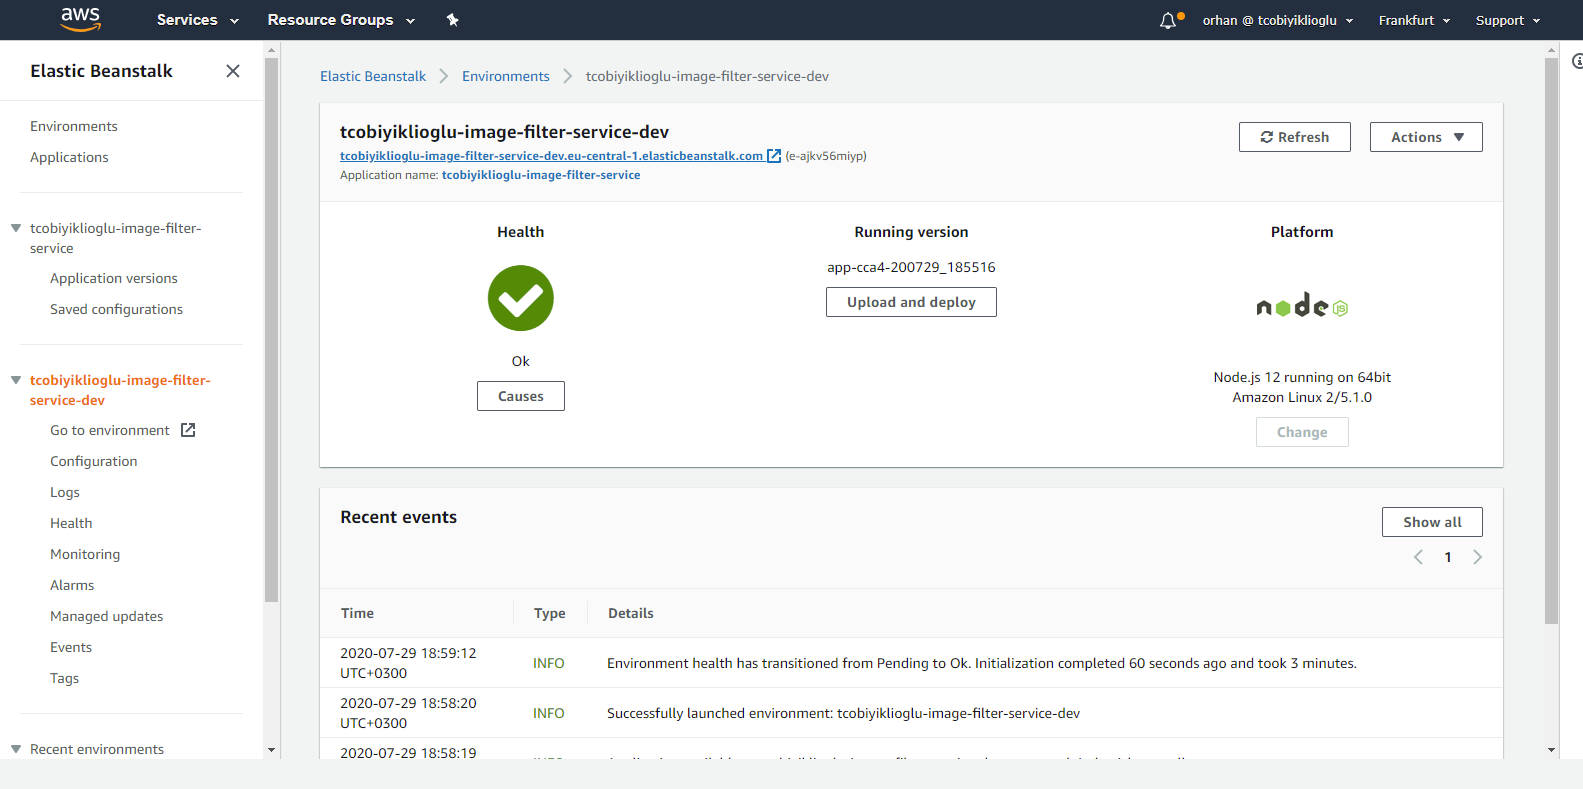 aws
Services
Resource Groups
orhan @ tcobiyiklioglu
Frankfurt
Support
Elastic Beanstalk
Environments
Applications
tcobiyiklioglu-image-filter-
service
Application versions
Saved configurations
tcobiyiklioglu-image-filter-
service-dev
Go to environment
Configuration
Logs
Health
Monitoring
Alarms
Managed updates
Events
Tags
Recent environments
Elastic Beanstalk
Environments
tcobiyiklioglu-image-filter-service-dev
tcobiyiklioglu-image-filter-service-dev
tcobiyiklioglu-image-filter-service-dev.eu-central-1.elasticbeanstalk.com (e-ajkv56miyp)
Application name: tcobiyiklioglu-image-filter-service
Refresh
Actions
Health
Ok
Causes
Running version
app-cca4-200729_185516
Upload and deploy
Platform
node JS
Node.js 12 running on 64bit
Amazon Linux 2/5.1.0
Change
Recent events
Show all
1
Time Type Details
2020-07-29 18:59:12
UTC+0300
INFO
Environment health has transitioned from Pending to Ok. Initialization completed 60 seconds ago and took 3 minutes.
2020-07-29 18:58:20
UTC+0300
INFO
Successfully launched environment: tcobiyiklioglu-image-filter-service-dev
2020-07-29 18:58:19